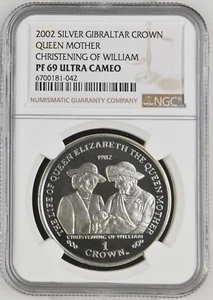 2002 SILVER GIBRALTAR CROWN
QUEEN MOTHER
CHRISTENING OF WILLIAM
PF 69 ULTRA CAMEO
6700181-042
NUMISMATIC GUARANTY COMPANY
NGC
THE LIFE OF QUEEN ELIZABETH THE QUEEN MOTHER
1982
CHRISTENING OF WILLIAM
1
CROWN